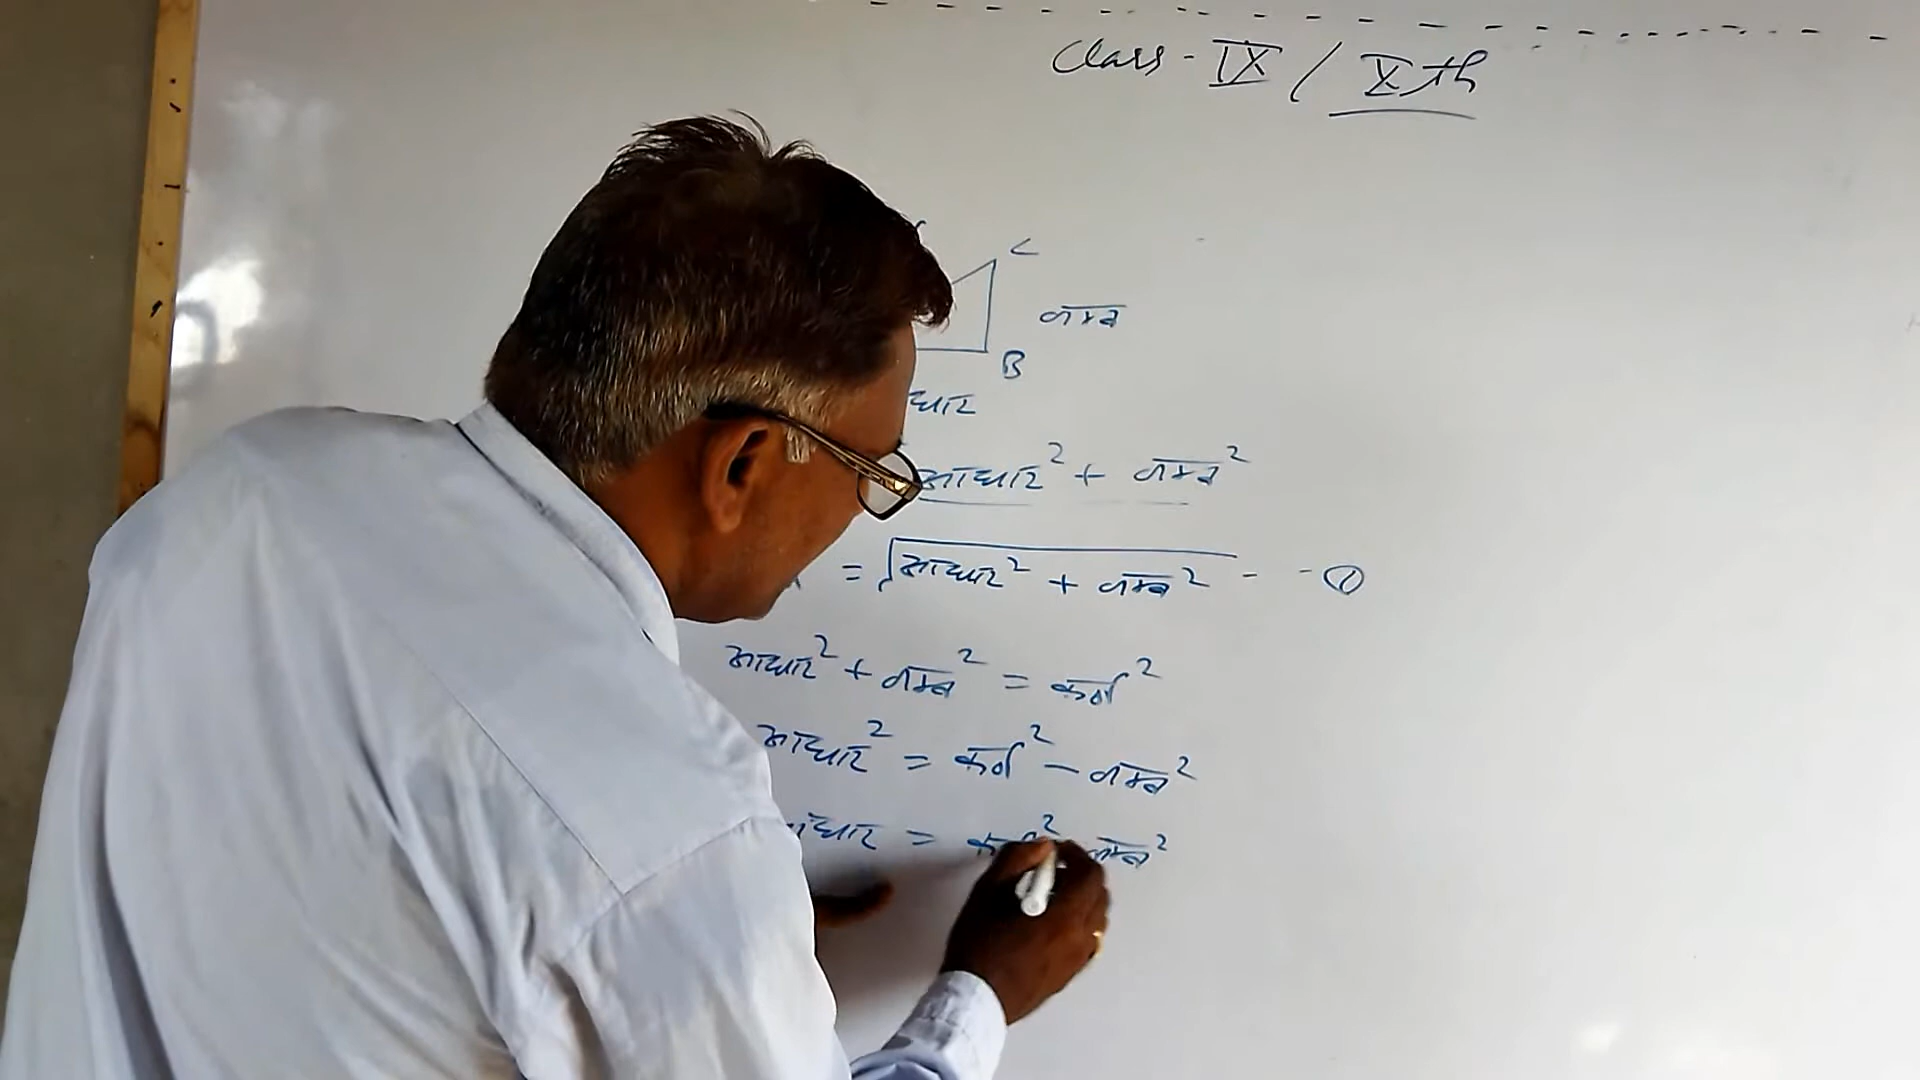 Class - IX / Xth
C
लम्ब
B
धार
आधार² + लम्ब²
= √आधार² + लम्ब² - - ①
आधार² + लम्ब² = कर्ण²
आधार² = कर्ण² - लम्ब²
धार = कर्ण² लम्ब²